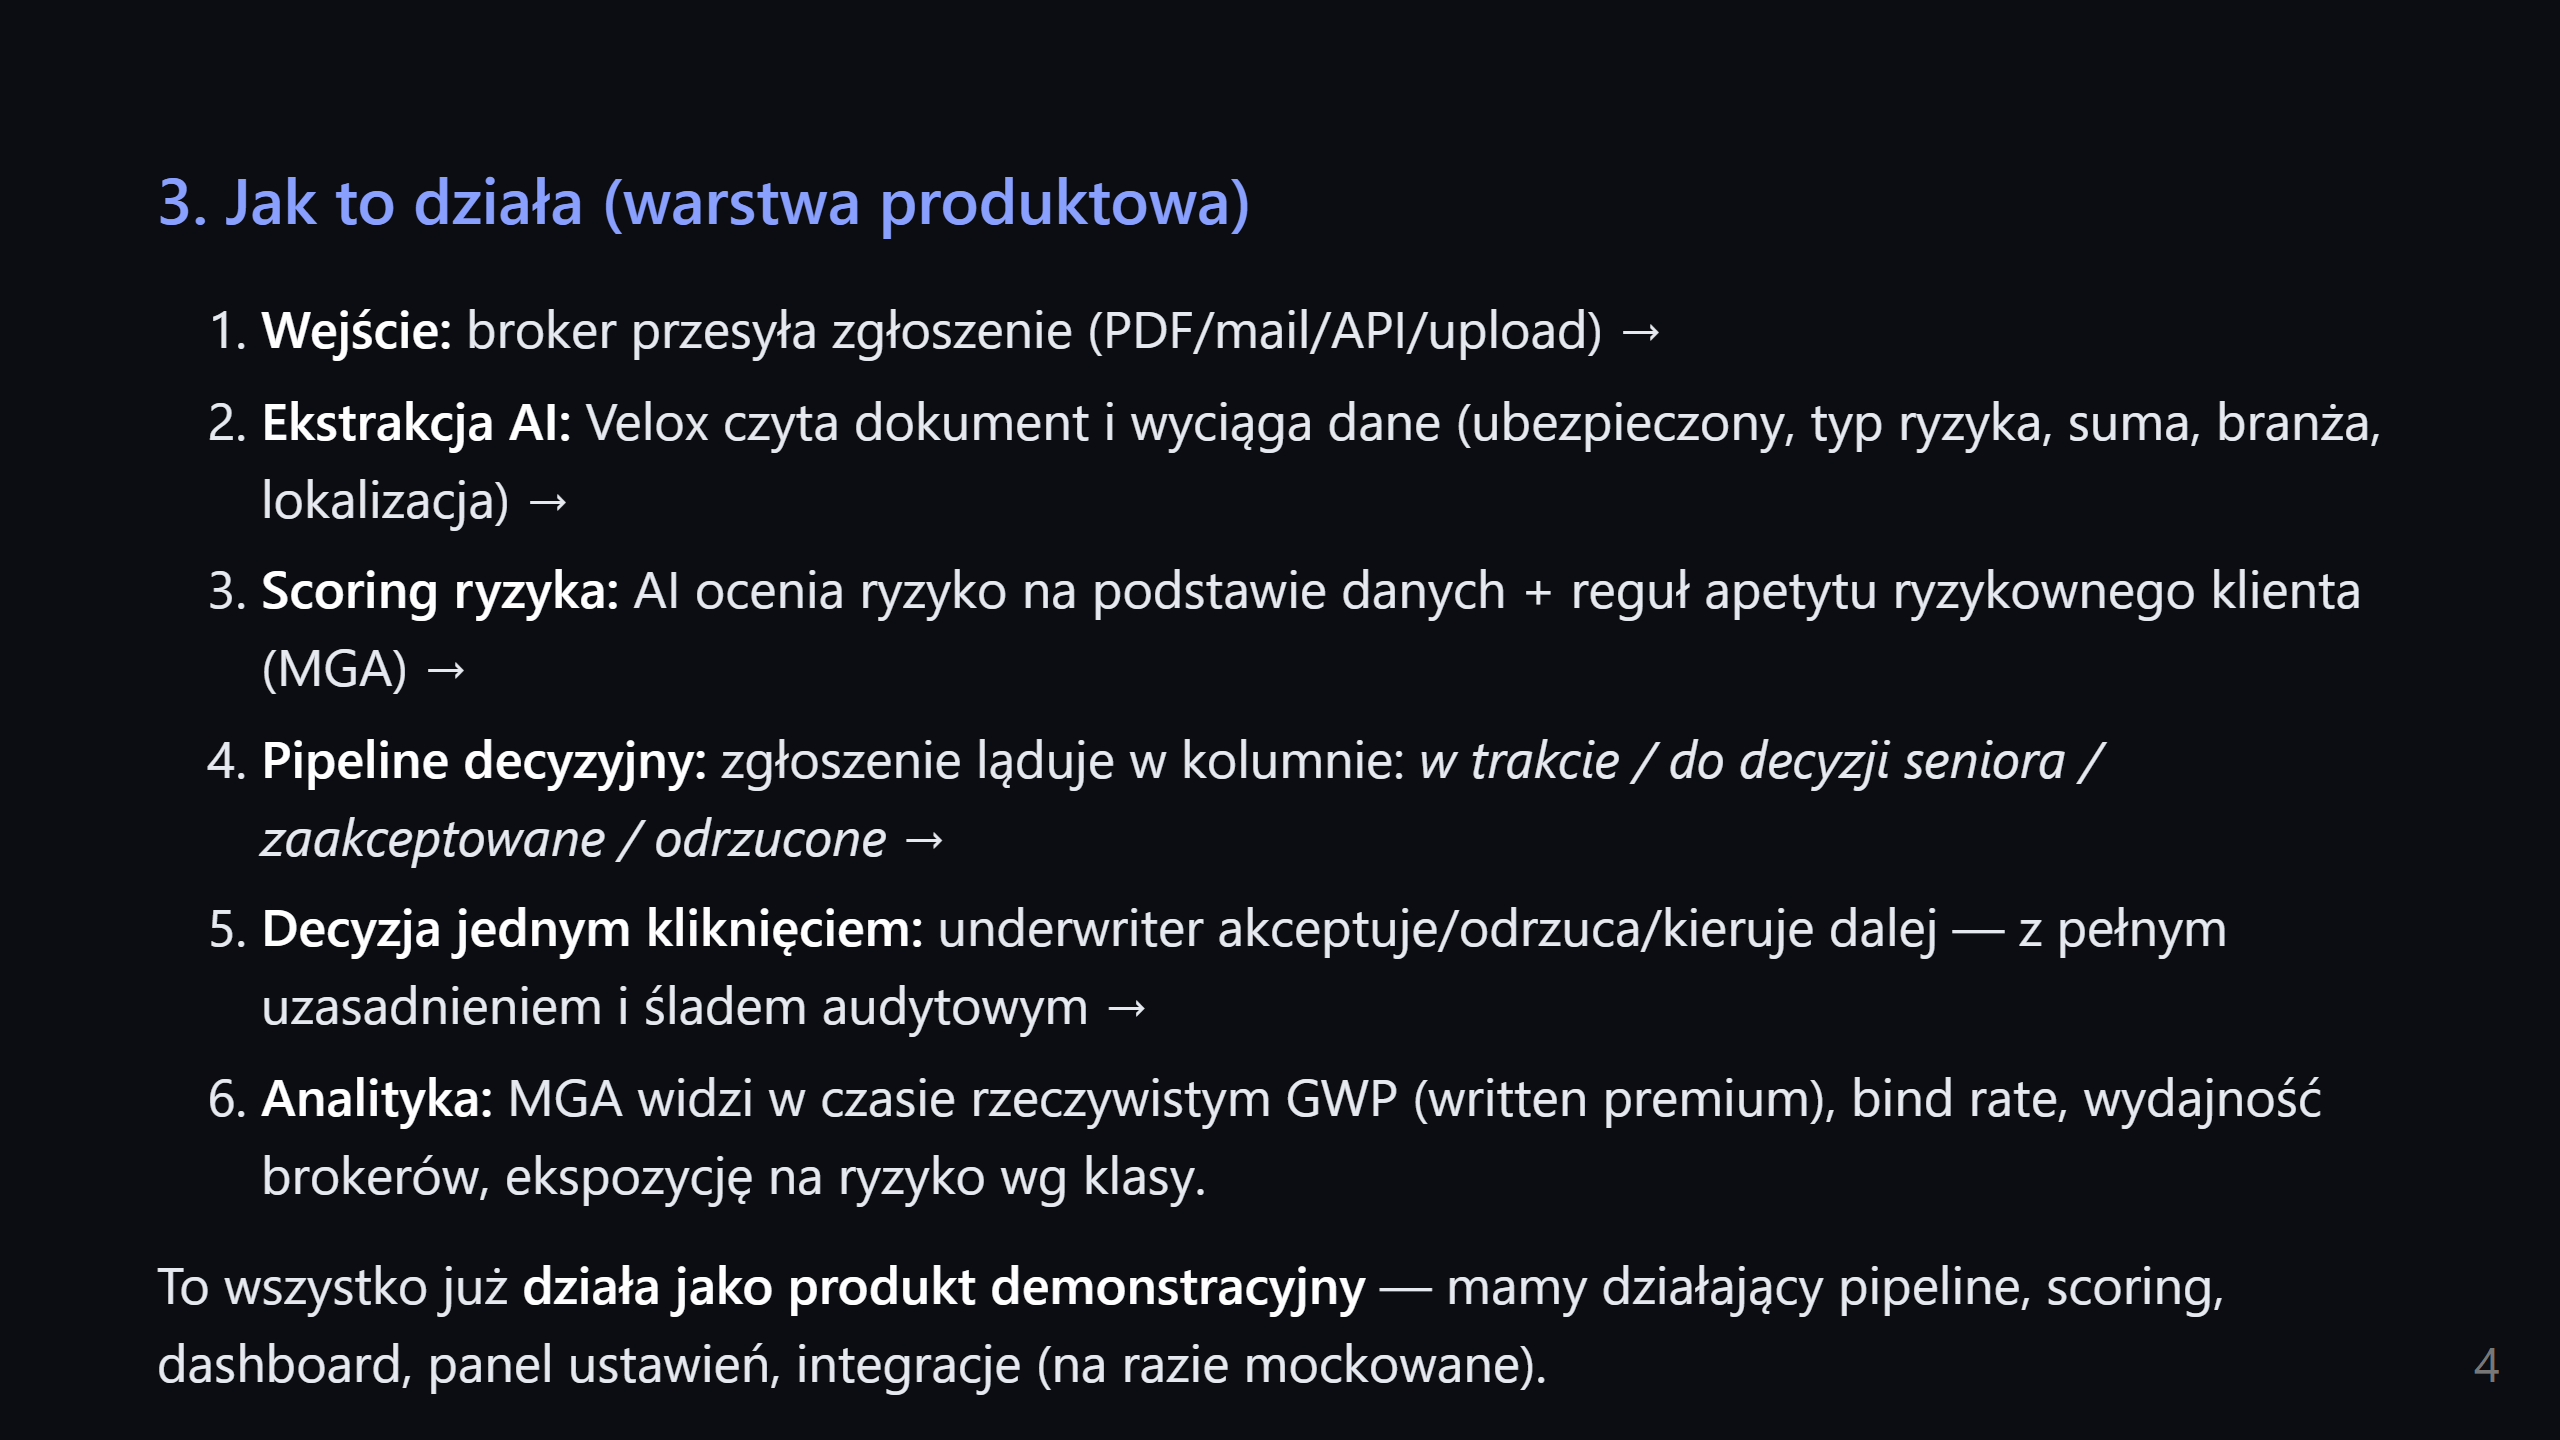 3. Jak to działa (warstwa produktowa)
1. Wejście: broker przesyła zgłoszenie (PDF/mail/API/upload) →
2. Ekstrakcja AI: Velox czyta dokument i wyciąga dane (ubezpieczony, typ ryzyka, suma, branża,
lokalizacja) →
3. Scoring ryzyka: AI ocenia ryzyko na podstawie danych + reguł apetytu ryzykownego klienta
(MGA) →
4. Pipeline decyzyjny: zgłoszenie ląduje w kolumnie: w trakcie / do decyzji seniora /
zaakceptowane / odrzucone →
5. Decyzja jednym kliknięciem: underwriter akceptuje/odrzuca/kieruje dalej — z pełnym
uzasadnieniem i śladem audytowym →
6. Analityka: MGA widzi w czasie rzeczywistym GWP (written premium), bind rate, wydajność
brokerów, ekspozycję na ryzyko wg klasy.
To wszystko już działa jako produkt demonstracyjny — mamy działający pipeline, scoring,
dashboard, panel ustawień, integracje (na razie mockowane).
4